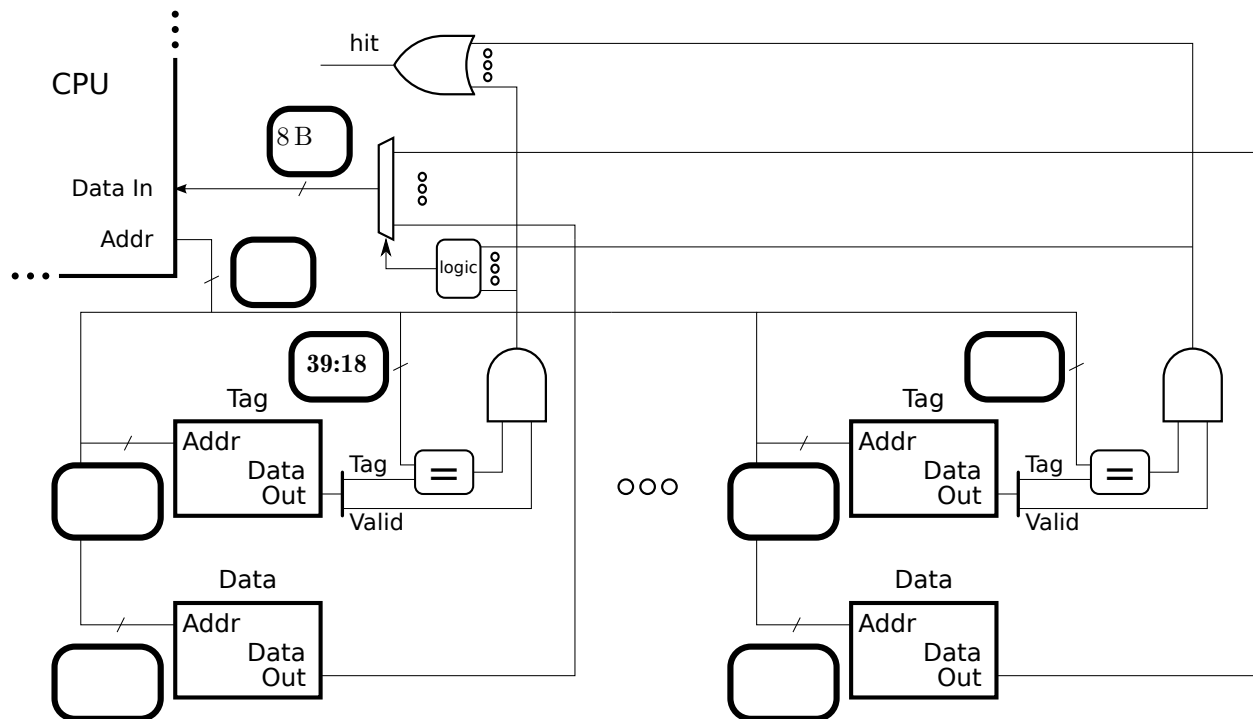 hit
CPU
8 B
Data In
Addr
logic
39:18
Tag
Addr
Data
Out
Tag
Valid
=
Tag
Addr
Data
Out
Tag
Valid
=
Data
Addr
Data
Out
Data
Addr
Data
Out